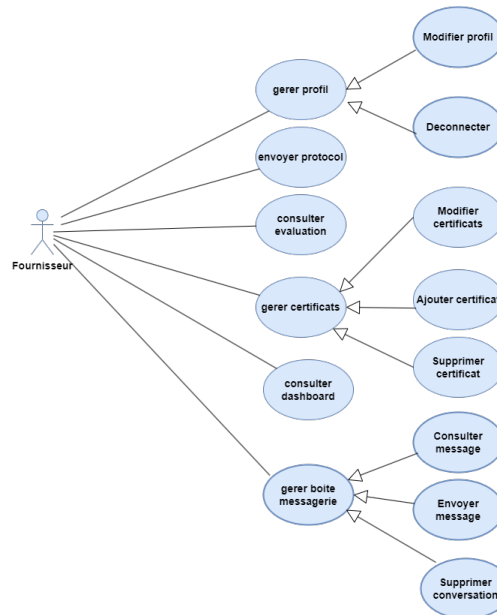 Modifier profil
gerer profil
Deconnecter
envoyer protocol
consulter
evaluation
Modifier
certificats
Fournisseur
gerer certificats
Ajouter certificat
Supprimer
certificat
consulter
dashboard
Consulter
message
gerer boite
messagerie
Envoyer
message
Supprimer
conversation